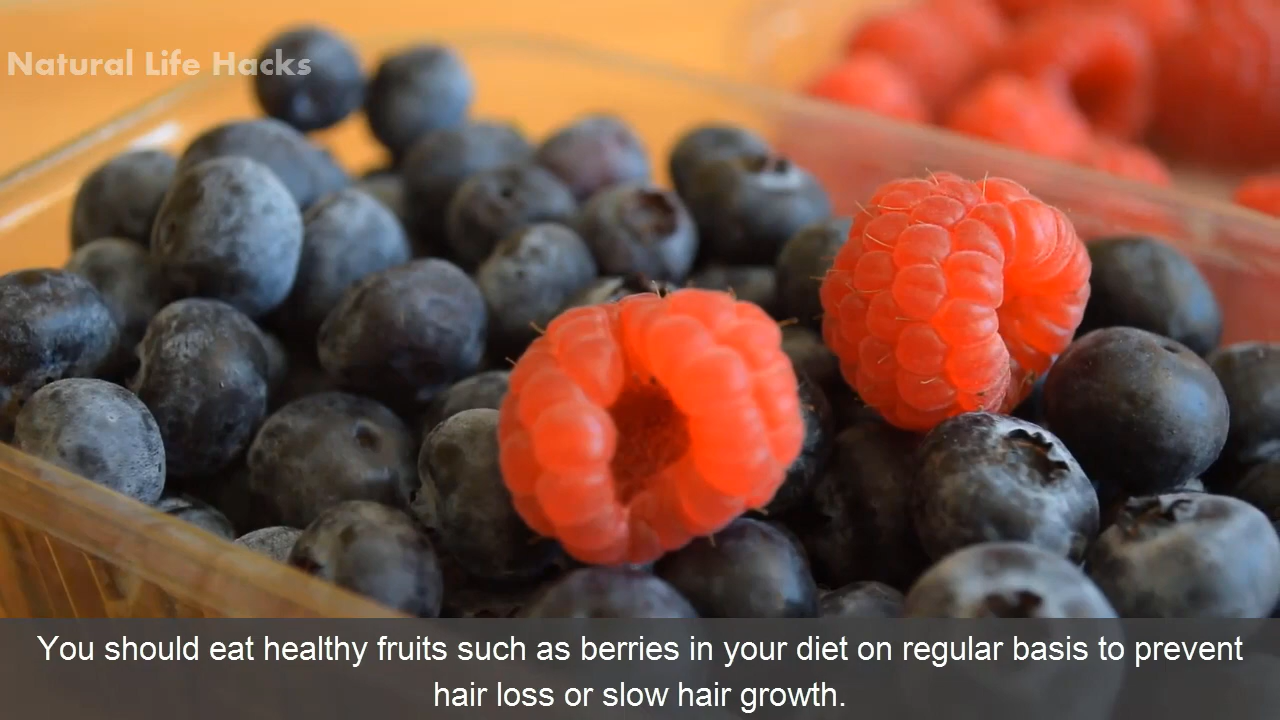 Natural Life Hacks
You should eat healthy fruits such as berries in your diet on regular basis to prevent
hair loss or slow hair growth.